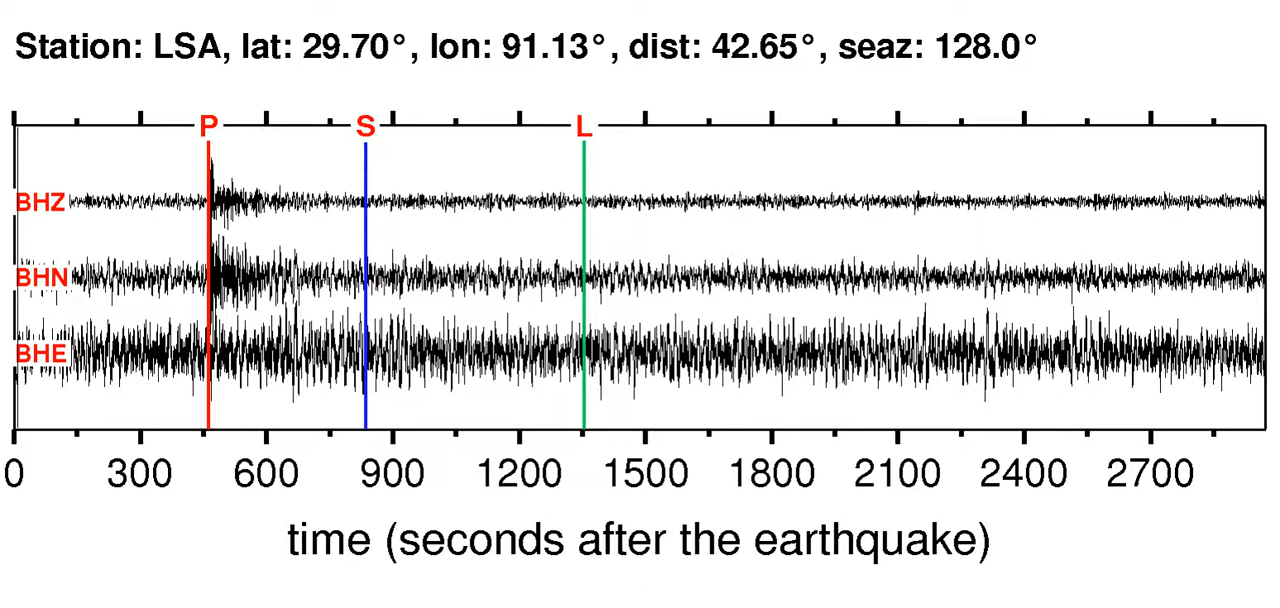 Station: LSA, lat: 29.70°, lon: 91.13°, dist: 42.65°, seaz: 128.0°
P S L
BHZ
BHN
BHE
0 300 600 900 1200 1500 1800 2100 2400 2700
time (seconds after the earthquake)